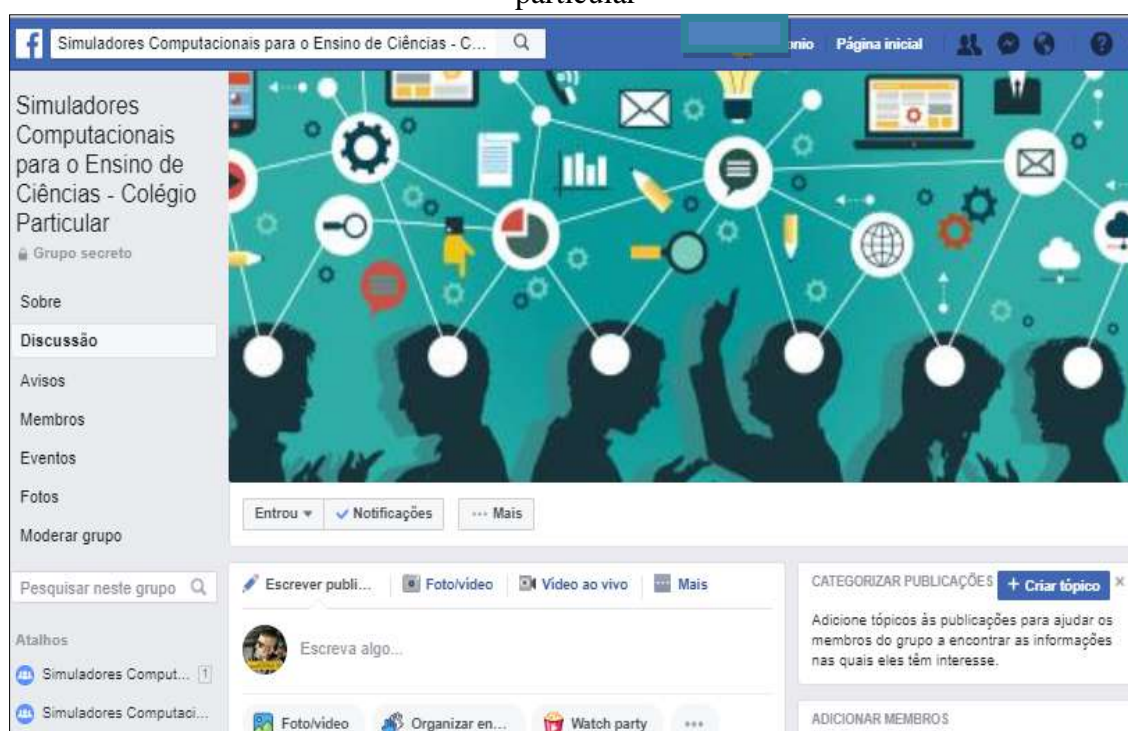 particular
f Simuladores Computacionais para o Ensino de Ciências - C...
onio Página inicial
Simuladores
Computacionais
para o Ensino de
Ciências - Colégio
Particular
Grupo secreto
Sobre
Discussão
Avisos
Membros
Eventos
Fotos
Moderar grupo
Pesquisar neste grupo
Atalhos
Simuladores Comput... 1
Simuladores Computaci...
Entrou Notificações ... Mais
Escrever publi... Foto/vídeo Vídeo ao vivo Mais
Escreva algo...
Foto/vídeo Organizar en... Watch party ...
CATEGORIZAR PUBLICAÇÕES + Criar tópico ×
Adicione tópicos às publicações para ajudar os
membros do grupo a encontrar as informações
nas quais eles têm interesse.
ADICIONAR MEMBROS